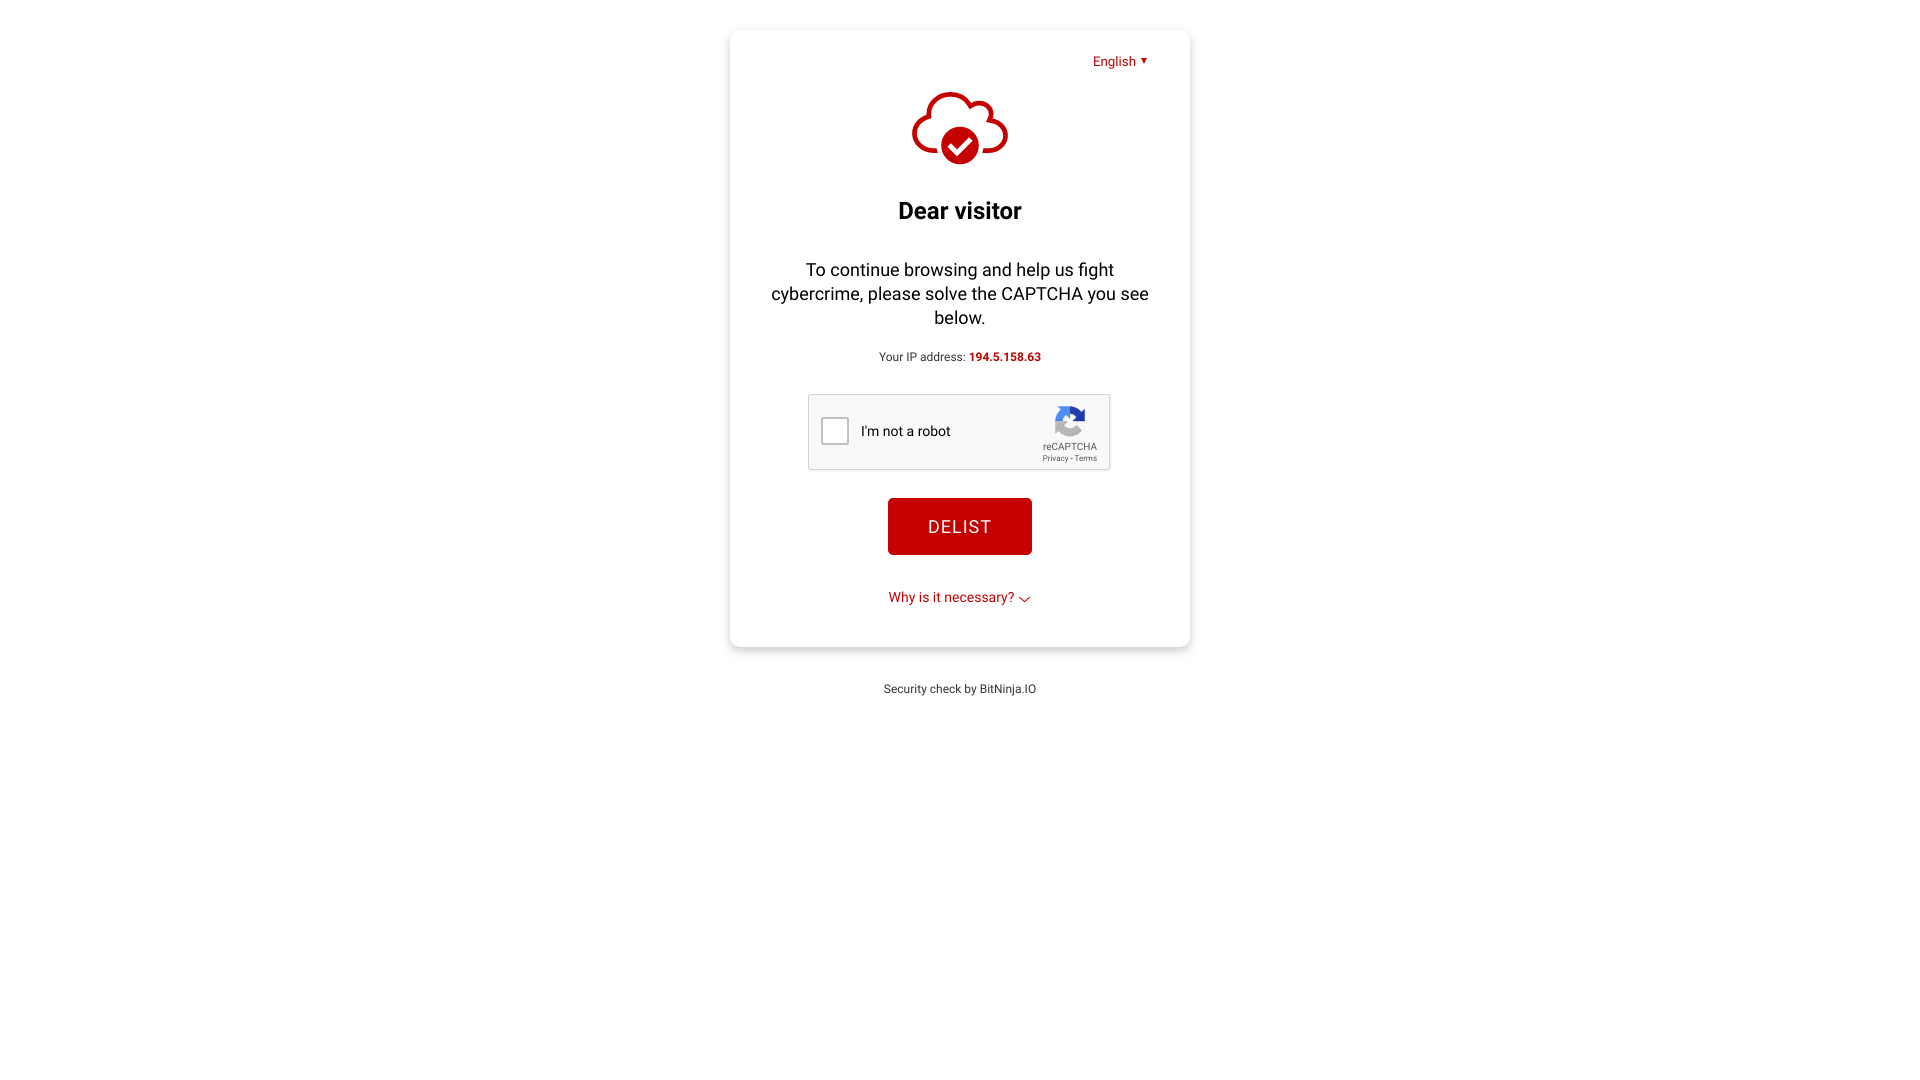 English ▼
Dear visitor
To continue browsing and help us fight
cybercrime, please solve the CAPTCHA you see
below.
Your IP address: 194.5.158.63
I'm not a robot
reCAPTCHA
Privacy - Terms
DELIST
Why is it necessary?
Security check by BitNinja.IO